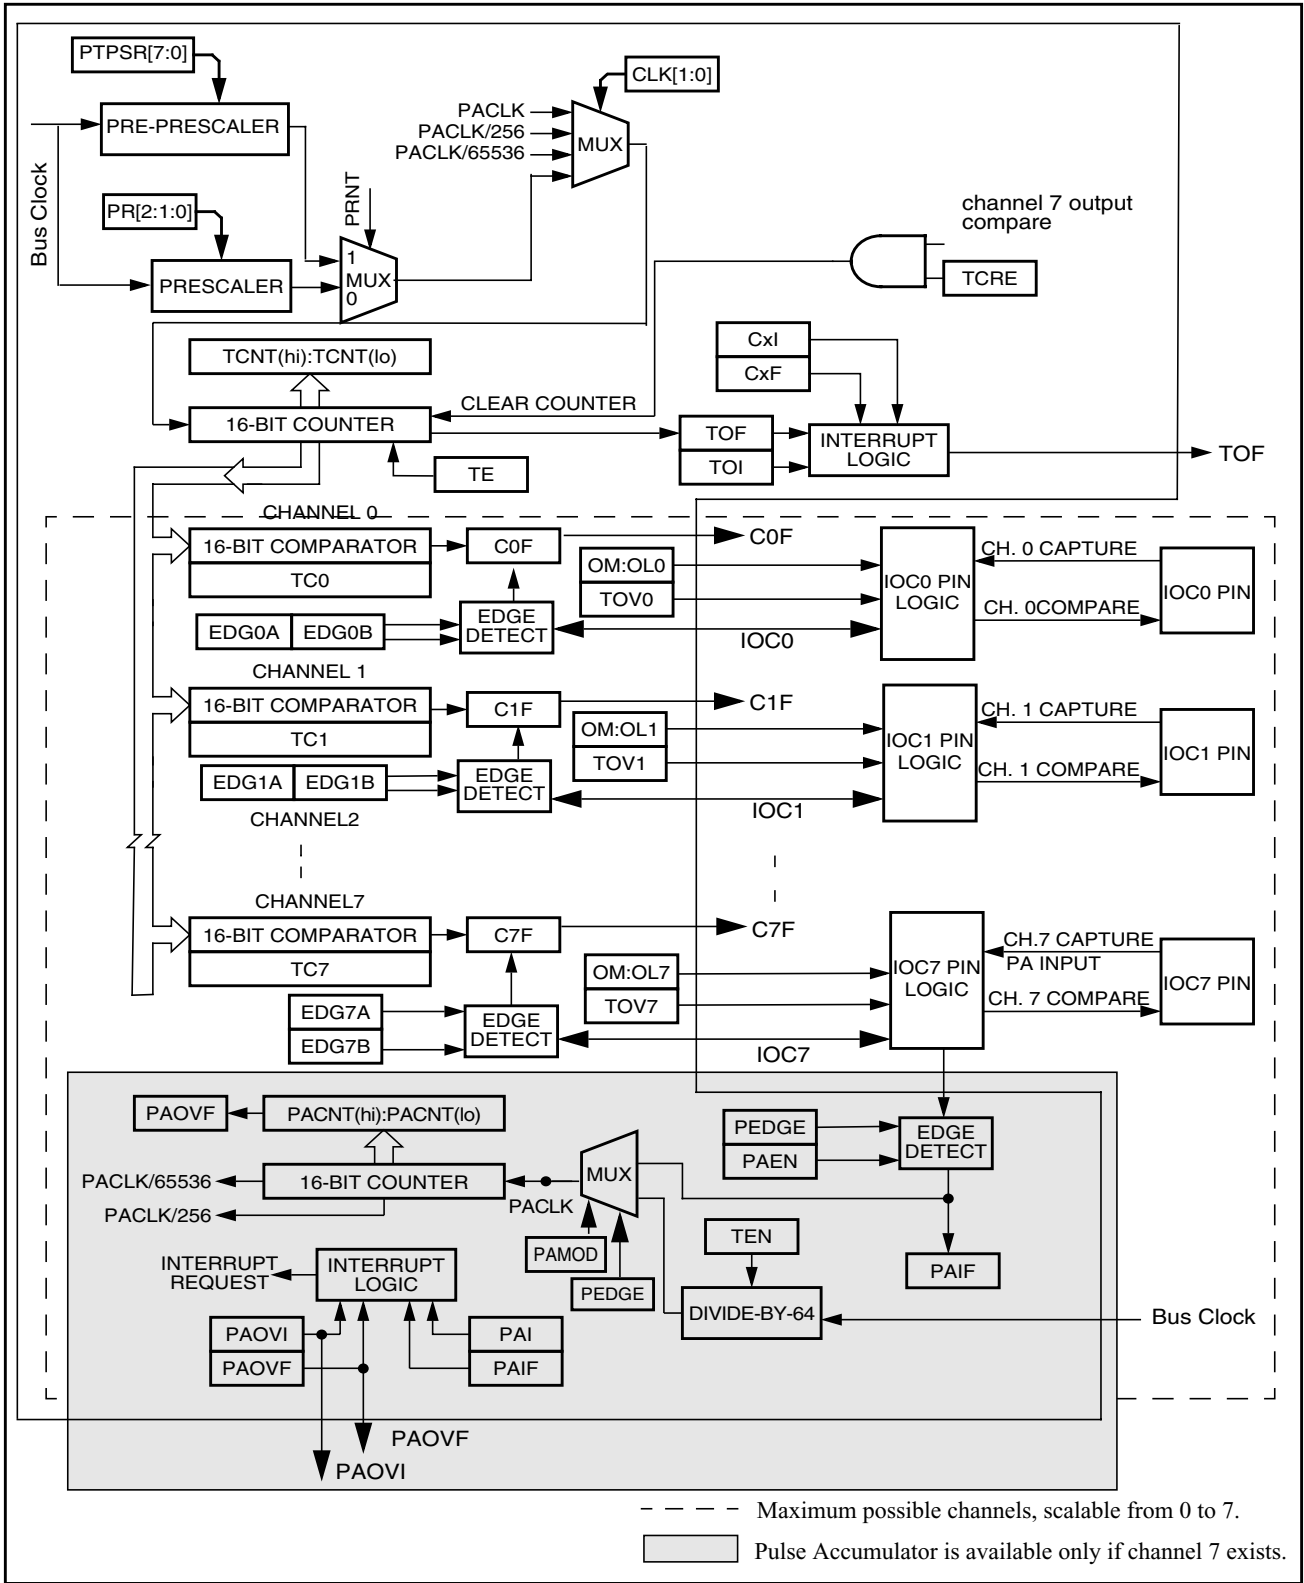 PTPSR[7:0]
CLK[1:0]
PRE-PRESCALER
PACLK
PACLK/256
PACLK/65536
MUX
Bus Clock
PR[2:1:0]
PRNT
channel 7 output
compare
PRESCALER
1
MUX
0
TCRE
TCNT(hi):TCNT(lo)
CxI
CxF
CLEAR COUNTER
16-BIT COUNTER
TOF
TOI
INTERRUPT
LOGIC
TOF
TE
CHANNEL 0
16-BIT COMPARATOR
TC0
C0F
C0F
OM:OL0
TOV0
IOC0 PIN
LOGIC
CH. 0 CAPTURE
CH. 0COMPARE
IOC0 PIN
EDG0A
EDG0B
EDGE
DETECT
IOC0
CHANNEL 1
16-BIT COMPARATOR
TC1
C1F
C1F
OM:OL1
TOV1
IOC1 PIN
LOGIC
CH. 1 CAPTURE
CH. 1 COMPARE
IOC1 PIN
EDG1A
EDG1B
EDGE
DETECT
IOC1
CHANNEL2
CHANNEL7
16-BIT COMPARATOR
TC7
C7F
C7F
OM:OL7
TOV7
IOC7 PIN
LOGIC
CH.7 CAPTURE
PA INPUT
CH. 7 COMPARE
IOC7 PIN
EDG7A
EDG7B
EDGE
DETECT
IOC7
PAOVF
PACNT(hi):PACNT(lo)
PEDGE
PAEN
EDGE
DETECT
PACLK/65536
PACLK/256
16-BIT COUNTER
PACLK
MUX
PAMOD
PEDGE
TEN
DIVIDE-BY-64
PAIF
Bus Clock
INTERRUPT
REQUEST
INTERRUPT
LOGIC
PAOVI
PAOVF
PAI
PAIF
PAOVF
PAOVI
Maximum possible channels, scalable from 0 to 7.
Pulse Accumulator is available only if channel 7 exists.